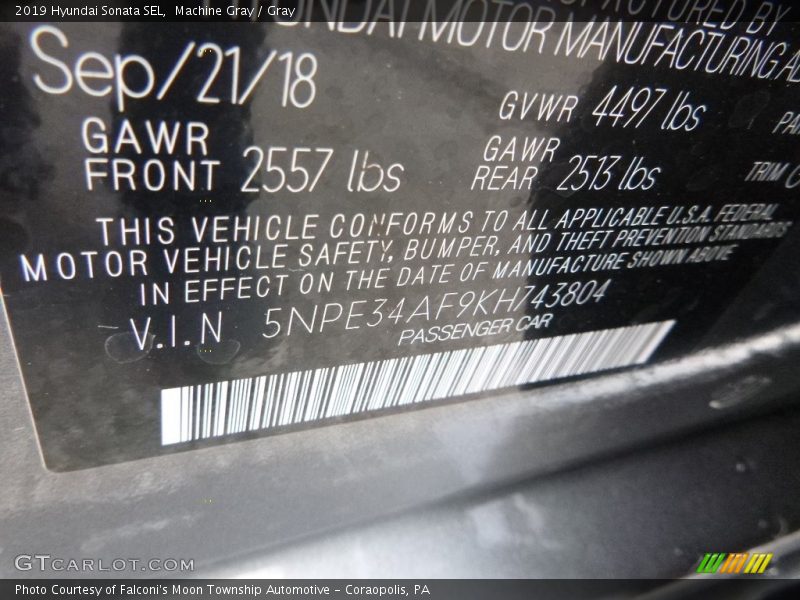 2019 Hyundai Sonata SEL, Machine Gray / Gray
MOTOR MANUFACTURING
Sep/21/18
GVWR 4497 lbs
GAWR
FRONT 2557 lbs
GAWR
REAR 2513 lbs
TRIM
THIS VEHICLE CONFORMS TO ALL APPLICABLE U.S.A. FEDERAL
MOTOR VEHICLE SAFETY, BUMPER, AND THEFT PREVENTION STANDARDS
IN EFFECT ON THE DATE OF MANUFACTURE SHOWN ABOVE
V.I.N 5NPE34AF9KH743804
PASSENGER CAR
GTCARLOT.COM
Photo Courtesy of Falconi's Moon Township Automotive – Coraopolis, PA